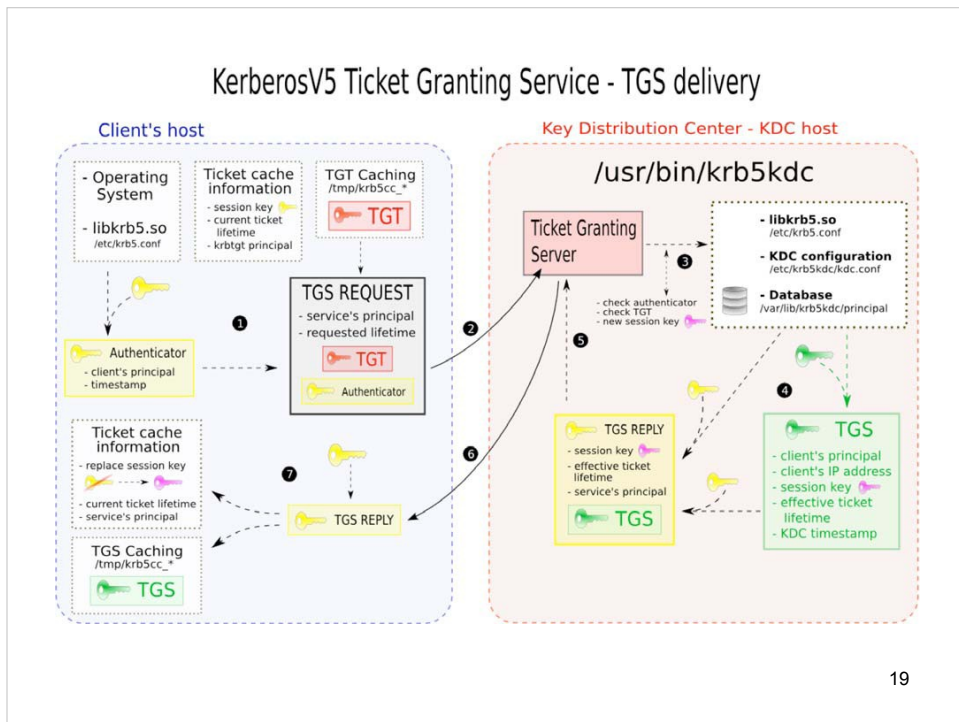 KerberosV5 Ticket Granting Service - TGS delivery
Client's host
- Operating
System
- libkrb5.so
/etc/krb5.conf
Ticket cache
information
- session key
- current ticket
lifetime
- krbtgt principal
TGT Caching
/tmp/krb5cc_*
TGT
TGS REQUEST
- service's principal
- requested lifetime
TGT
Authenticator
1
Authenticator
- client's principal
- timestamp
2
Ticket cache
information
- replace session key
- current ticket lifetime
- service's principal
7
6
TGS REPLY
TGS Caching
/tmp/krb5cc_*
TGS
Key Distribution Center - KDC host
/usr/bin/krb5kdc
Ticket Granting
Server
3
- check authenticator
- check TGT
- new session key
- libkrb5.so
/etc/krb5.conf
- KDC configuration
/etc/krb5kdc/kdc.conf
- Database
/var/lib/krb5kdc/principal
5
4
TGS REPLY
- session key
- effective ticket
lifetime
- service's principal
TGS
TGS
- client's principal
- client's IP address
- session key
- effective ticket
lifetime
- KDC timestamp
19